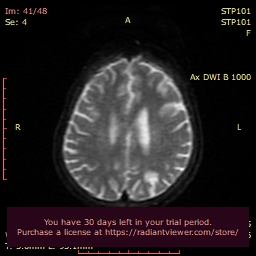 Im: 41/48
Se: 4
STP101
STP101
F
A
Ax DWI B 1000
R
L
You have 30 days left in your trial period.
Purchase a license at https://radiantviewer.com/store/